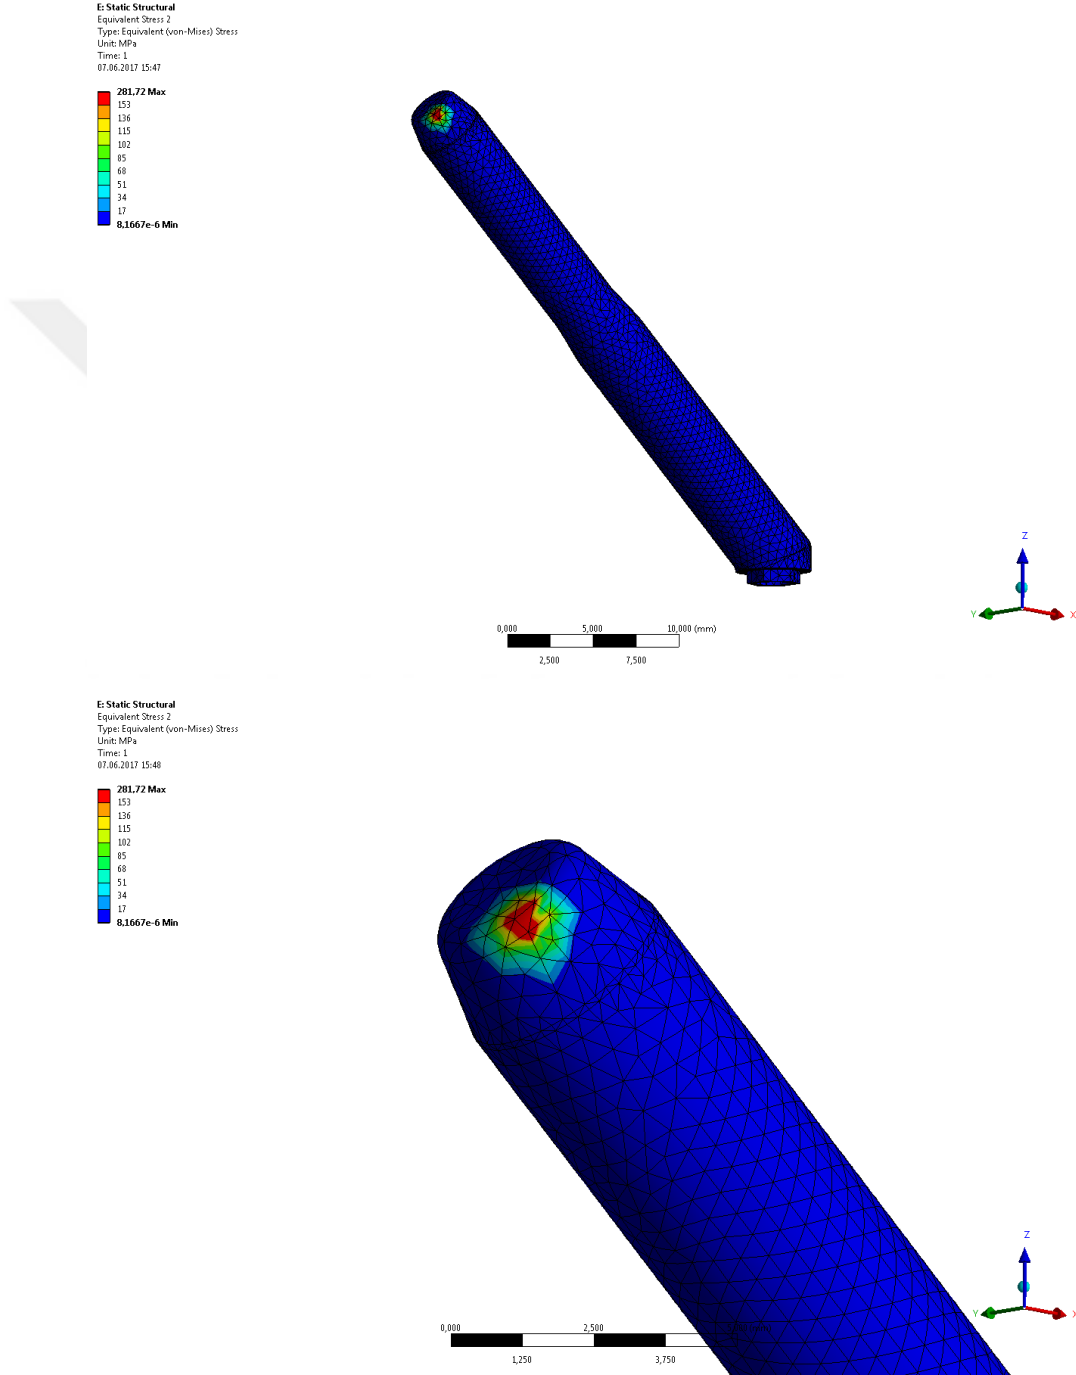 E: Static Structural
Equivalent Stress 2
Type: Equivalent (von-Mises) Stress
Unit: MPa
Time: 1
07.06.2017 15:47
281,72 Max
153
136
115
102
85
68
51
34
17
8,1667e-6 Min
Z
Y
X
0,000 5,000 10,000 (mm)
2,500 7,500
E: Static Structural
Equivalent Stress 2
Type: Equivalent (von-Mises) Stress
Unit: MPa
Time: 1
07.06.2017 15:48
281,72 Max
153
136
115
102
85
68
51
34
17
8,1667e-6 Min
Z
Y
0,000 2,500
1,250 3,750